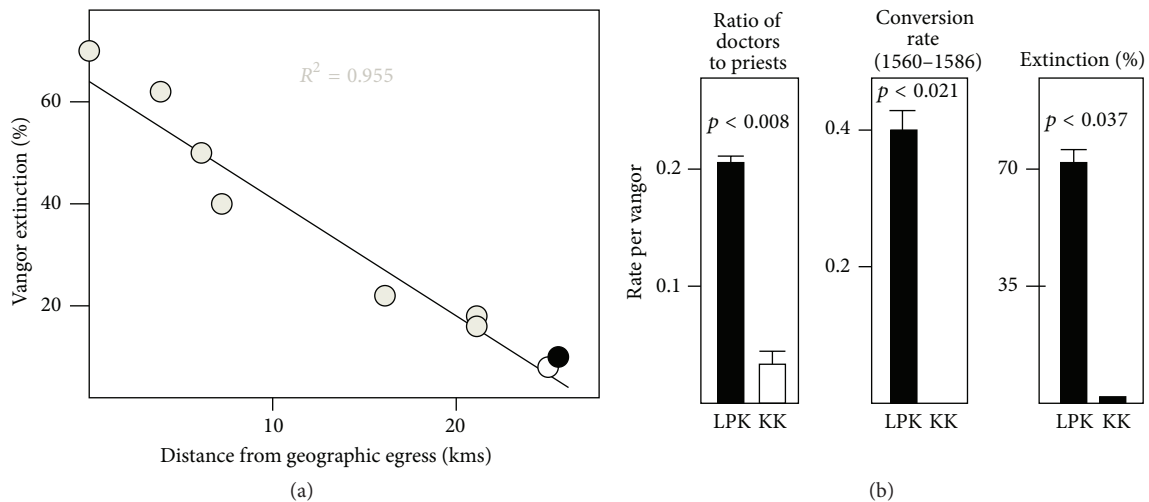 R² = 0.955
60
40
20
Vangor extinction (%)
10
20
Distance from geographic egress (kms)
(a)
Ratio of
doctors
to priests
p < 0.008
0.2
0.1
Rate per vangor
LPK KK
Conversion
rate
(1560–1586)
p < 0.021
0.4
0.2
LPK KK
Extinction (%)
p < 0.037
70
35
LPK KK
(b)